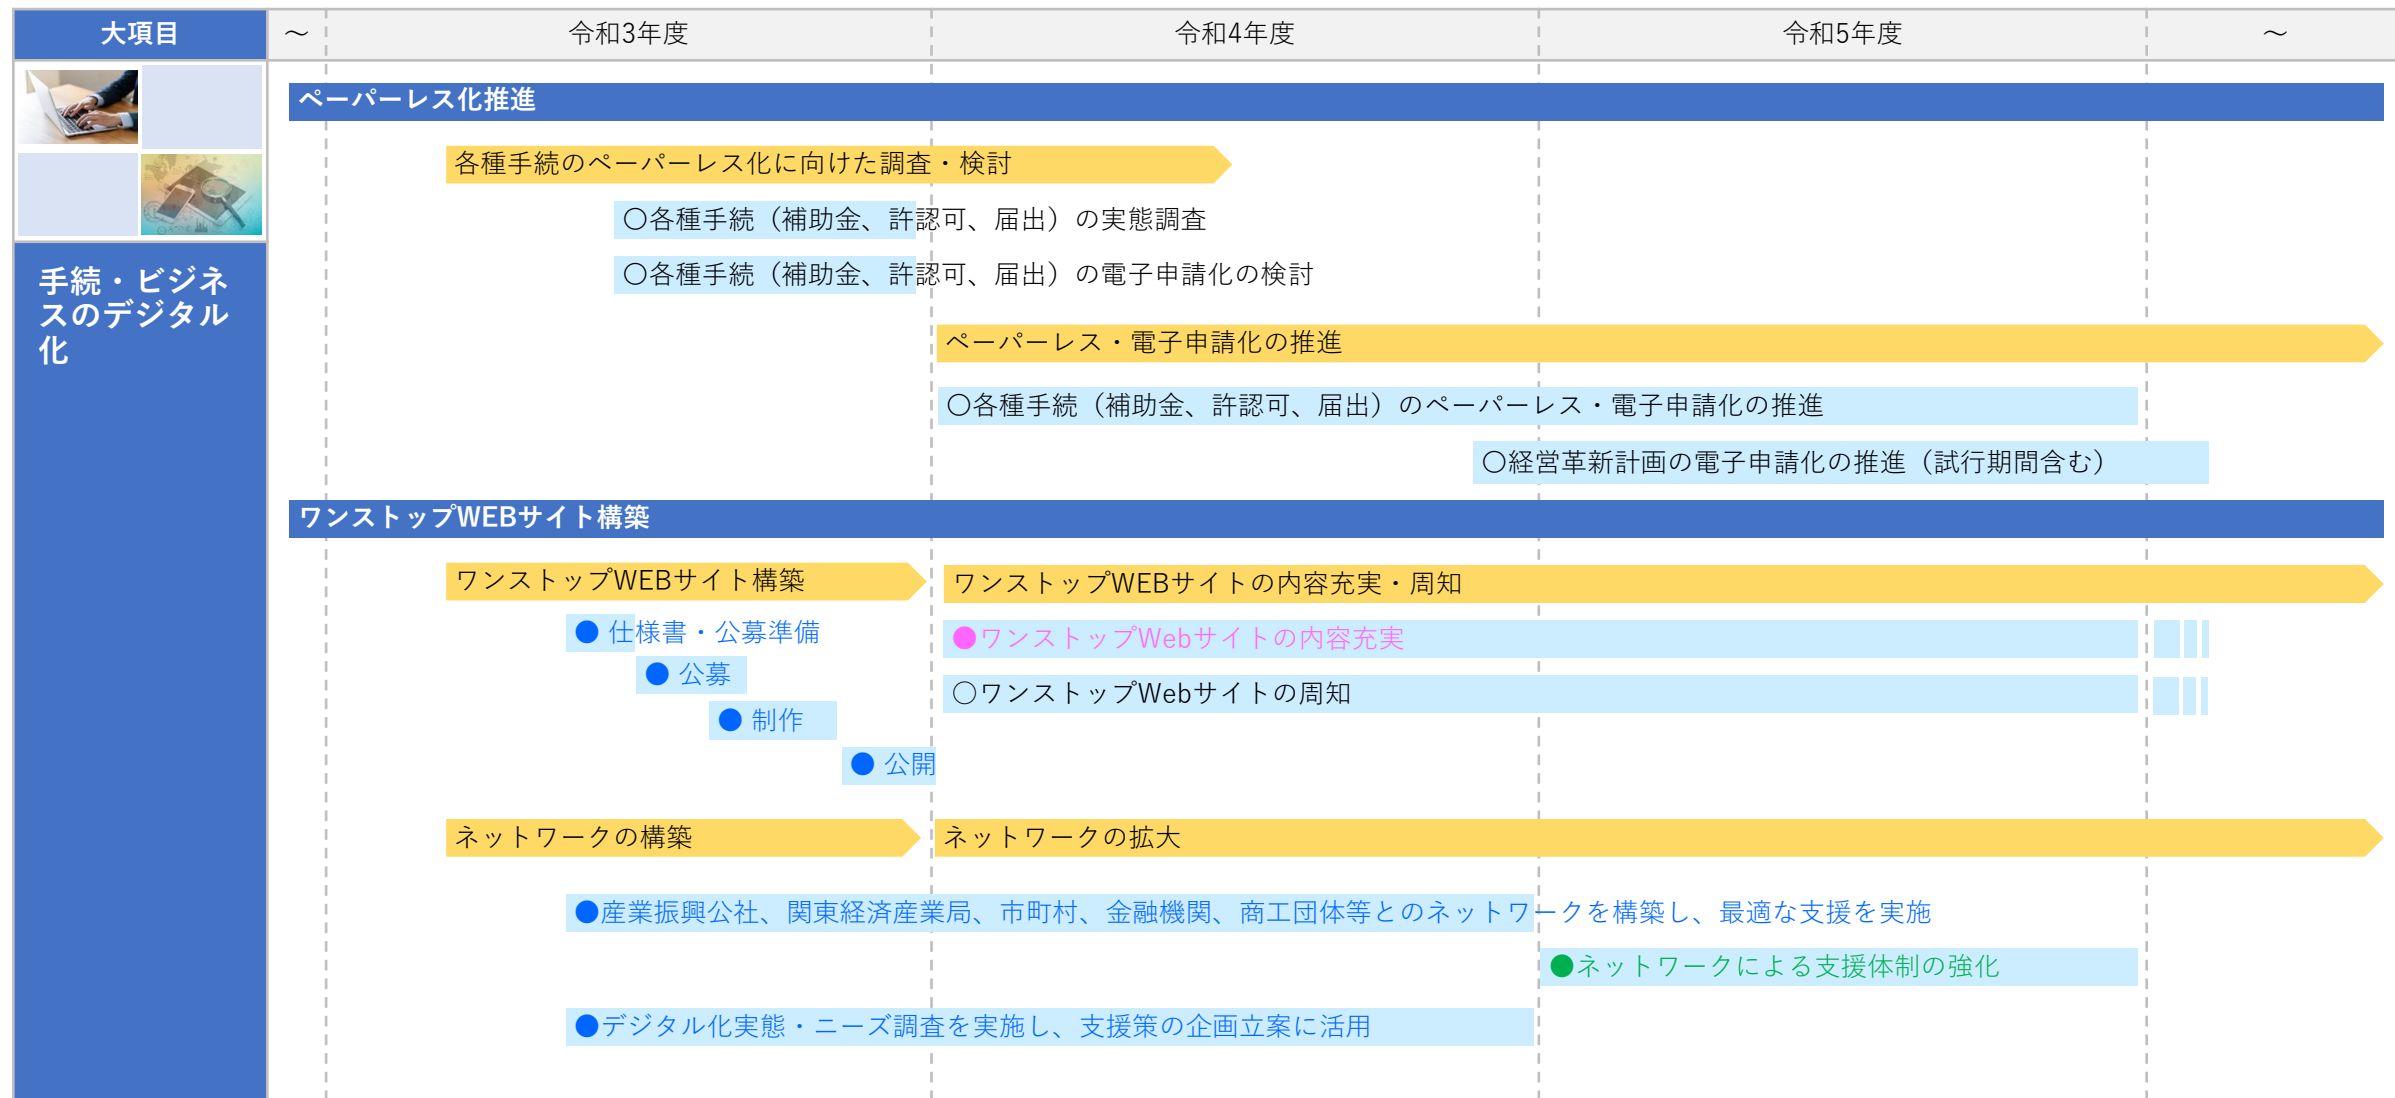 大項目
～
令和3年度
令和4年度
令和5年度
～
手続・ビジネ
スのデジタル
化
ペーパーレス化推進
各種手続のペーパーレス化に向けた調査・検討
〇各種手続（補助金、許認可、届出）の実態調査
〇各種手続（補助金、許認可、届出）の電子申請化の検討
ペーパーレス・電子申請化の推進
〇各種手続（補助金、許認可、届出）のペーパーレス・電子申請化の推進
〇経営革新計画の電子申請化の推進（試行期間含む）
ワンストップWEBサイト構築
ワンストップWEBサイト構築
ワンストップWEBサイトの内容充実・周知
● 仕様書・公募準備
●ワンストップWebサイトの内容充実
● 公募
〇ワンストップWebサイトの周知
● 制作
● 公開
ネットワークの構築
ネットワークの拡大
●産業振興公社、関東経済産業局、市町村、金融機関、商工団体等とのネットワークを構築し、最適な支援を実施
●ネットワークによる支援体制の強化
●デジタル化実態・ニーズ調査を実施し、支援策の企画立案に活用